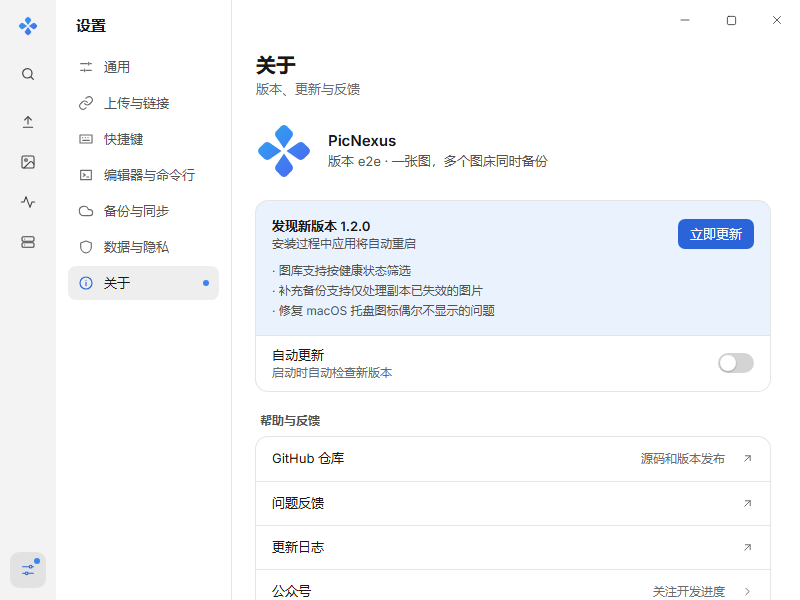 设置
通用
上传与链接
快捷键
编辑器与命令行
备份与同步
数据与隐私
关于
关于
版本、更新与反馈
PicNexus
版本 e2e · 一张图，多个图床同时备份
发现新版本 1.2.0
安装过程中应用将自动重启
立即更新
· 图库支持按健康状态筛选
· 补充备份支持仅处理副本已失效的图片
· 修复 macOS 托盘图标偶尔不显示的问题
自动更新
启动时自动检查新版本
帮助与反馈
GitHub 仓库 源码和版本发布
问题反馈
更新日志
公众号 关注开发进度